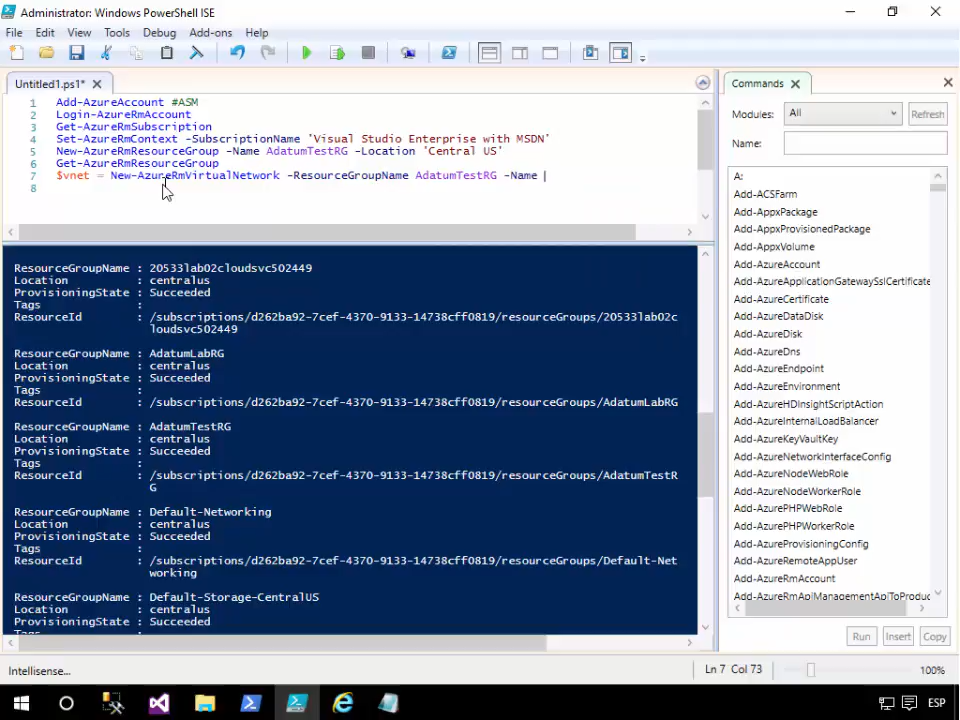 Administrator: Windows PowerShell ISE
File Edit View Tools Debug Add-ons Help
Untitled1.ps1*
1 Add-AzureAccount #ASM
2 Login-AzureRmAccount
3 Get-AzureRmSubscription
4 Set-AzureRmContext -SubscriptionName 'Visual Studio Enterprise with MSDN'
5 New-AzureRmResourceGroup -Name AdatumTestRG -Location 'Central US'
6 Get-AzureRmResourceGroup
7 $vnet = New-AzureRmVirtualNetwork -ResourceGroupName AdatumTestRG -Name
8
ResourceGroupName : 20533lab02cloudsvc502449
Location : centralus
ProvisioningState : Succeeded
Tags :
ResourceId : /subscriptions/d262ba92-7cef-4370-9133-14738cff0819/resourceGroups/20533lab02c
loudsvc502449
ResourceGroupName : AdatumLabRG
Location : centralus
ProvisioningState : Succeeded
Tags :
ResourceId : /subscriptions/d262ba92-7cef-4370-9133-14738cff0819/resourceGroups/AdatumLabRG
ResourceGroupName : AdatumTestRG
Location : centralus
ProvisioningState : Succeeded
Tags :
ResourceId : /subscriptions/d262ba92-7cef-4370-9133-14738cff0819/resourceGroups/AdatumTestR
G
ResourceGroupName : Default-Networking
Location : centralus
ProvisioningState : Succeeded
Tags :
ResourceId : /subscriptions/d262ba92-7cef-4370-9133-14738cff0819/resourceGroups/Default-Net
working
ResourceGroupName : Default-Storage-CentralUS
Location : centralus
ProvisioningState : Succeeded
Tags :
Commands
Modules: All Refresh
Name:
A:
Add-ACSFarm
Add-AppxPackage
Add-AppxProvisionedPackage
Add-AppxVolume
Add-AzureAccount
Add-AzureApplicationGatewaySslCertificate
Add-AzureCertificate
Add-AzureDataDisk
Add-AzureDisk
Add-AzureDns
Add-AzureEndpoint
Add-AzureEnvironment
Add-AzureHDInsightScriptAction
Add-AzureInternalLoadBalancer
Add-AzureKeyVaultKey
Add-AzureNetworkInterfaceConfig
Add-AzureNodeWebRole
Add-AzureNodeWorkerRole
Add-AzurePHPWebRole
Add-AzurePHPWorkerRole
Add-AzureProvisioningConfig
Add-AzureRemoteAppUser
Add-AzureRmAccount
Add-AzureRmApiManagementApiToProduc
Run Insert Copy
Intellisense... Ln 7 Col 73 100%
ESP